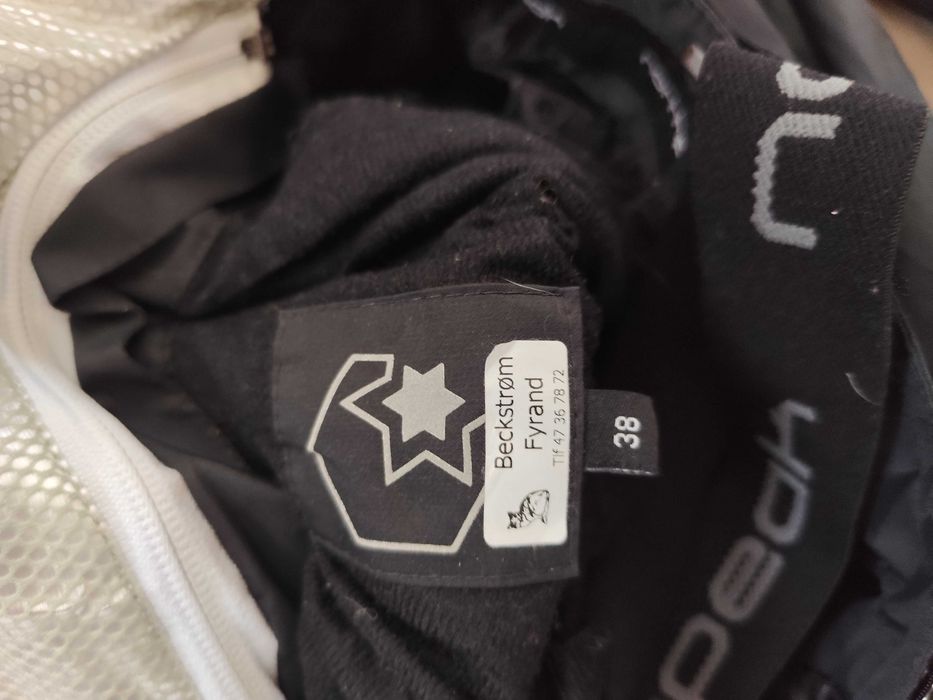 Beckstrøm
Fyrand
Tlf 47 36 78 72
38